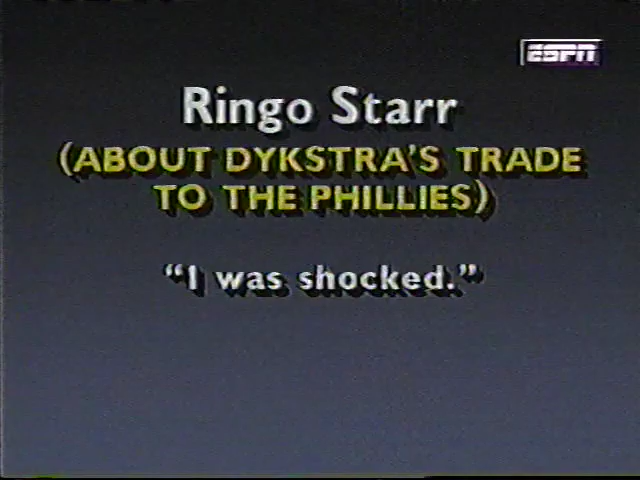 ESPN
Ringo Starr
(ABOUT DYKSTRA'S TRADE
TO THE PHILLIES)
“I was shocked.”